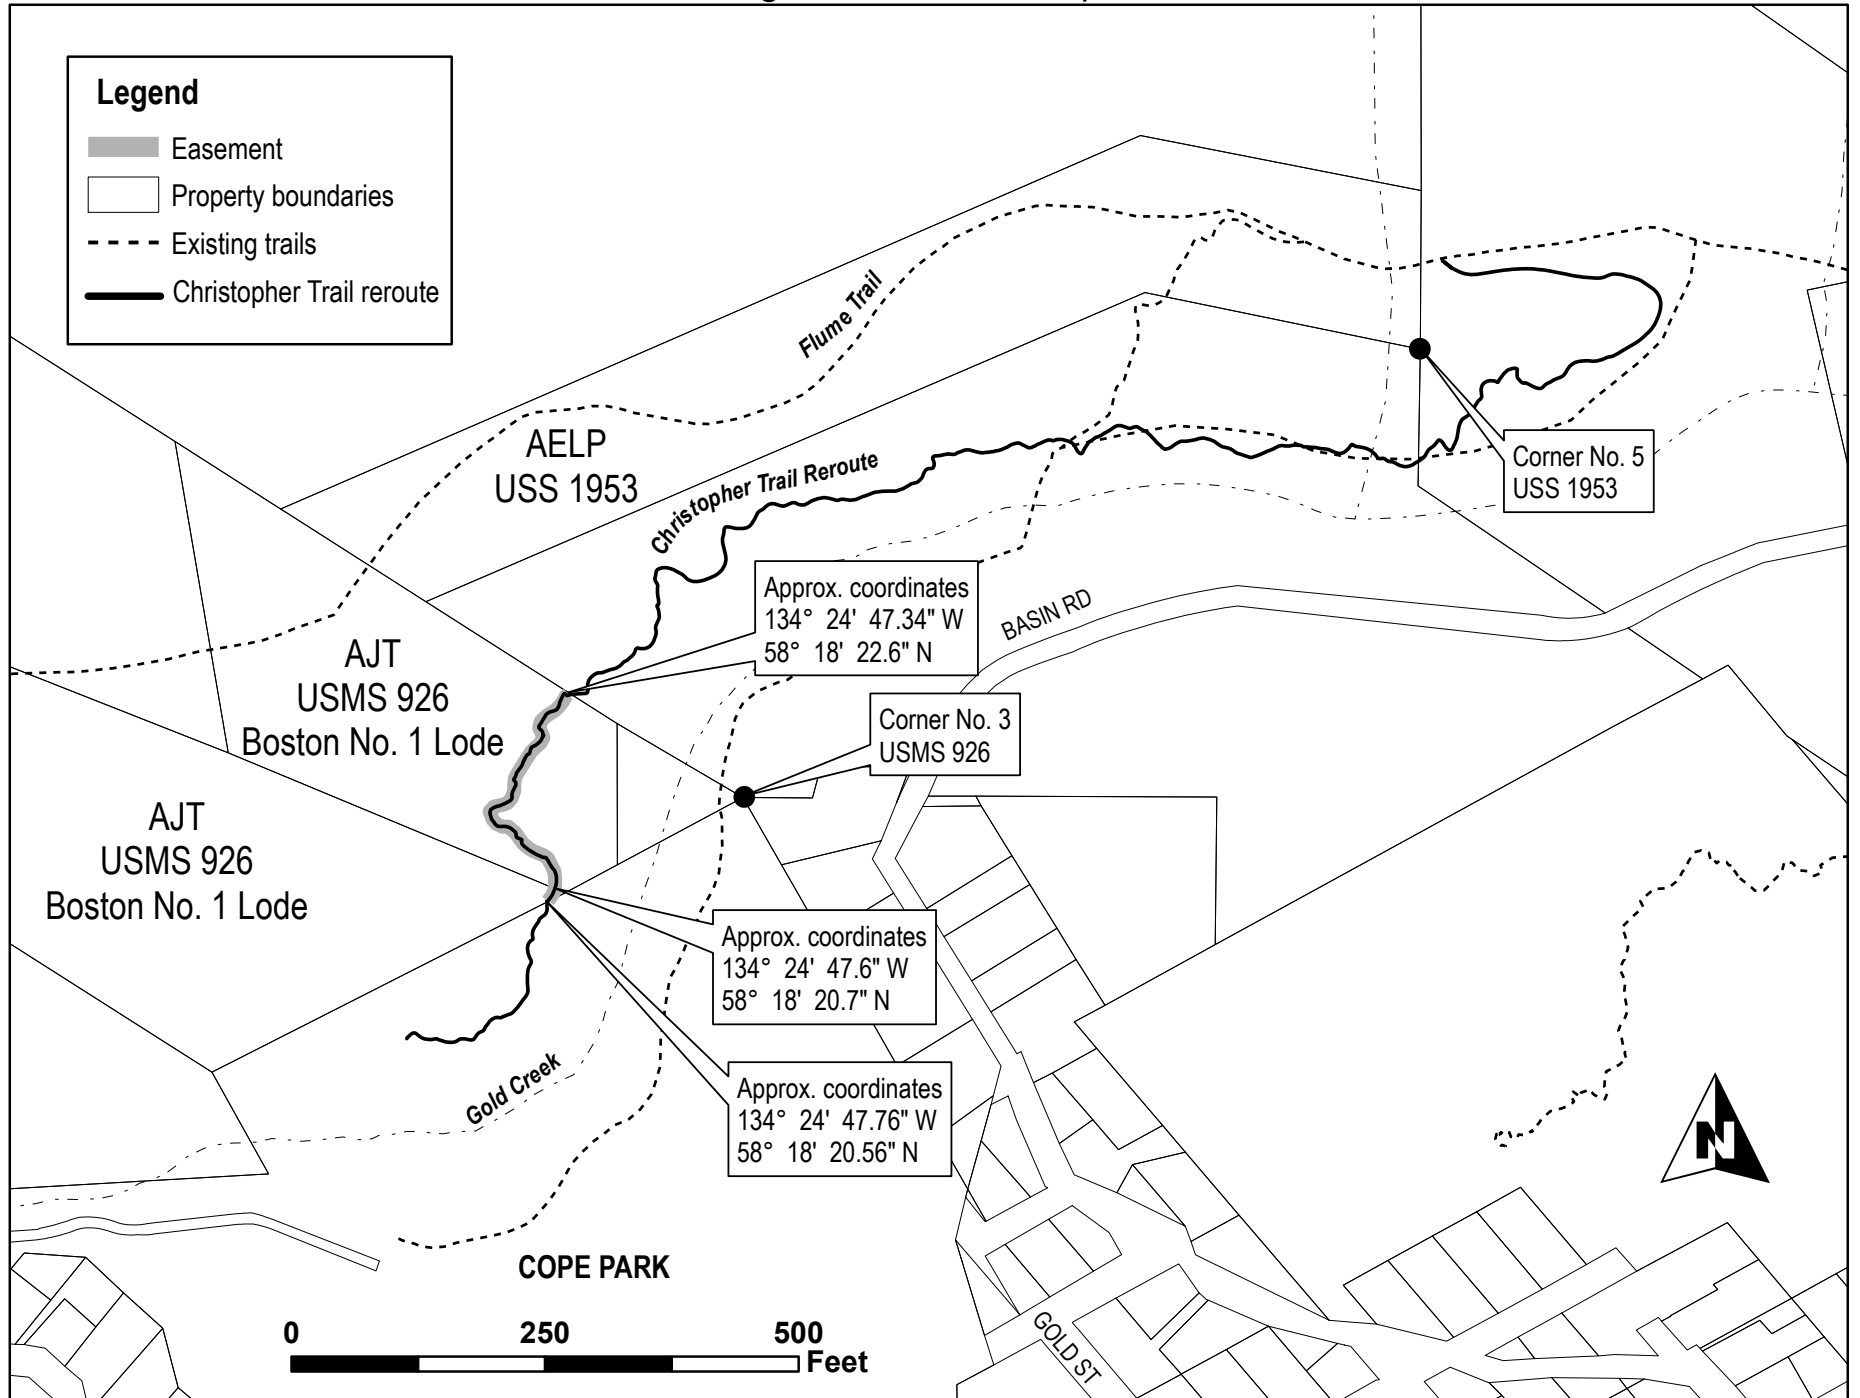 Legend
Easement
Property boundaries
Existing trails
Christopher Trail reroute
Flume Trail
AELP
USS 1953
Christopher Trail Reroute
Corner No. 5
USS 1953
Approx. coordinates
134° 24' 47.34" W
58° 18' 22.6" N
BASIN RD
AJT
USMS 926
Boston No. 1 Lode
Corner No. 3
USMS 926
AJT
USMS 926
Boston No. 1 Lode
Approx. coordinates
134° 24' 47.6" W
58° 18' 20.7" N
Gold Creek
Approx. coordinates
134° 24' 47.76" W
58° 18' 20.56" N
N
COPE PARK
GOLD ST
0 250 500
Feet